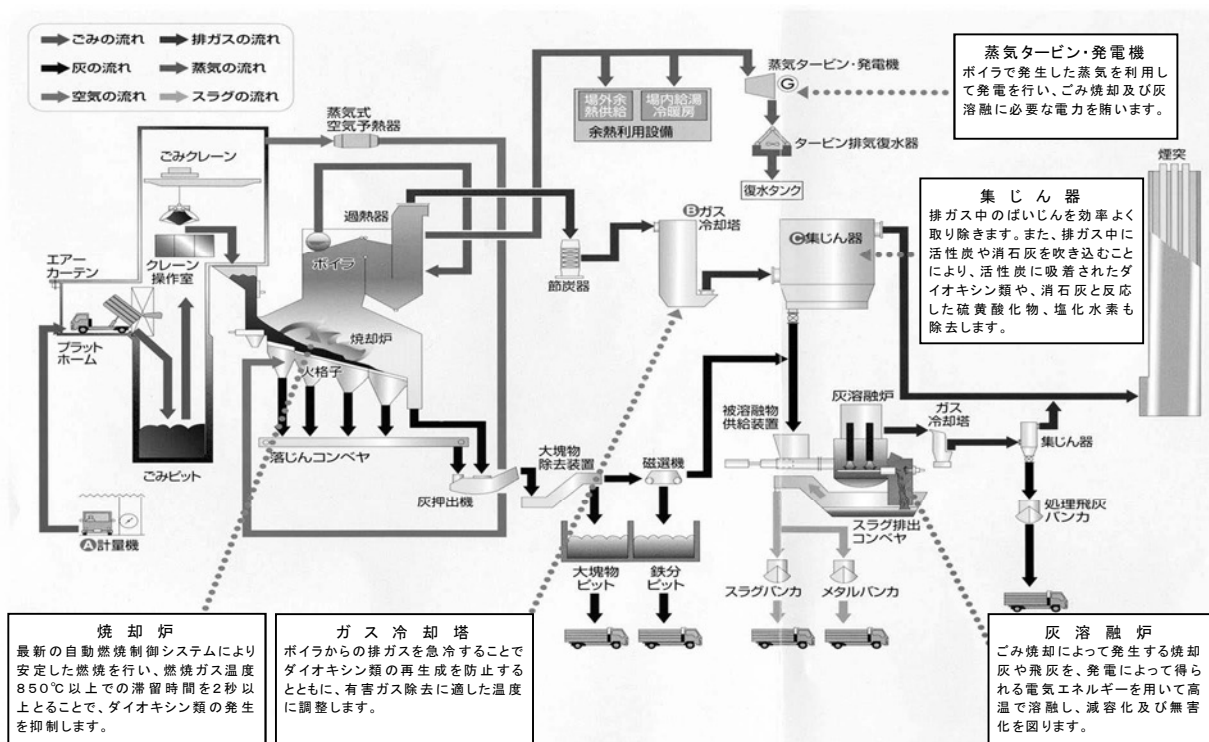 ごみの流れ
排ガスの流れ
灰の流れ
蒸気の流れ
空気の流れ
スラグの流れ
蒸気タービン・発電機
ボイラで発生した蒸気を利用し
て発電を行い、ごみ焼却及び灰
溶融に必要な電力を賄います。
蒸気タービン・発電機
G
場外余
熱供給
場内給湯
冷暖房
余熱利用設備
タービン排気復水器
復水タンク
煙突
蒸気式
空気予熱器
ごみクレーン
過熱器
ボイラ
節炭器
Bガス
冷却塔
C集じん器
集じん器
排ガス中のばいじんを効率よく
取り除きます。また、排ガス中に
活性炭や消石灰を吹き込むこと
により、活性炭に吸着されたダ
イオキシン類や、消石灰と反応
した硫黄酸化物、塩化水素も
除去します。
エアー
カーテン
クレーン
操作室
プラット
ホーム
焼却炉
火格子
落じんコンベヤ
ごみピット
A計量機
灰押出機
大塊物
除去装置
磁選機
大塊物
ピット
鉄分
ピット
被溶融物
供給装置
灰溶融炉
ガス
冷却塔
集じん器
処理飛灰
バンカ
スラグ排出
コンベヤ
スラグバンカ
メタルバンカ
焼却炉
最新の自動燃焼制御システムにより
安定した燃焼を行い、燃焼ガス温度
850℃以上での滞留時間を2秒以
上とることで、ダイオキシン類の発生
を抑制します。
ガス冷却塔
ボイラからの排ガスを急冷することで
ダイオキシン類の再生成を防止する
とともに、有害ガス除去に適した温度
に調整します。
灰溶融炉
ごみ焼却によって発生する焼却
灰や飛灰を、発電によって得ら
れる電気エネルギーを用いて高
温で溶融し、減容化及び無害
化を図ります。